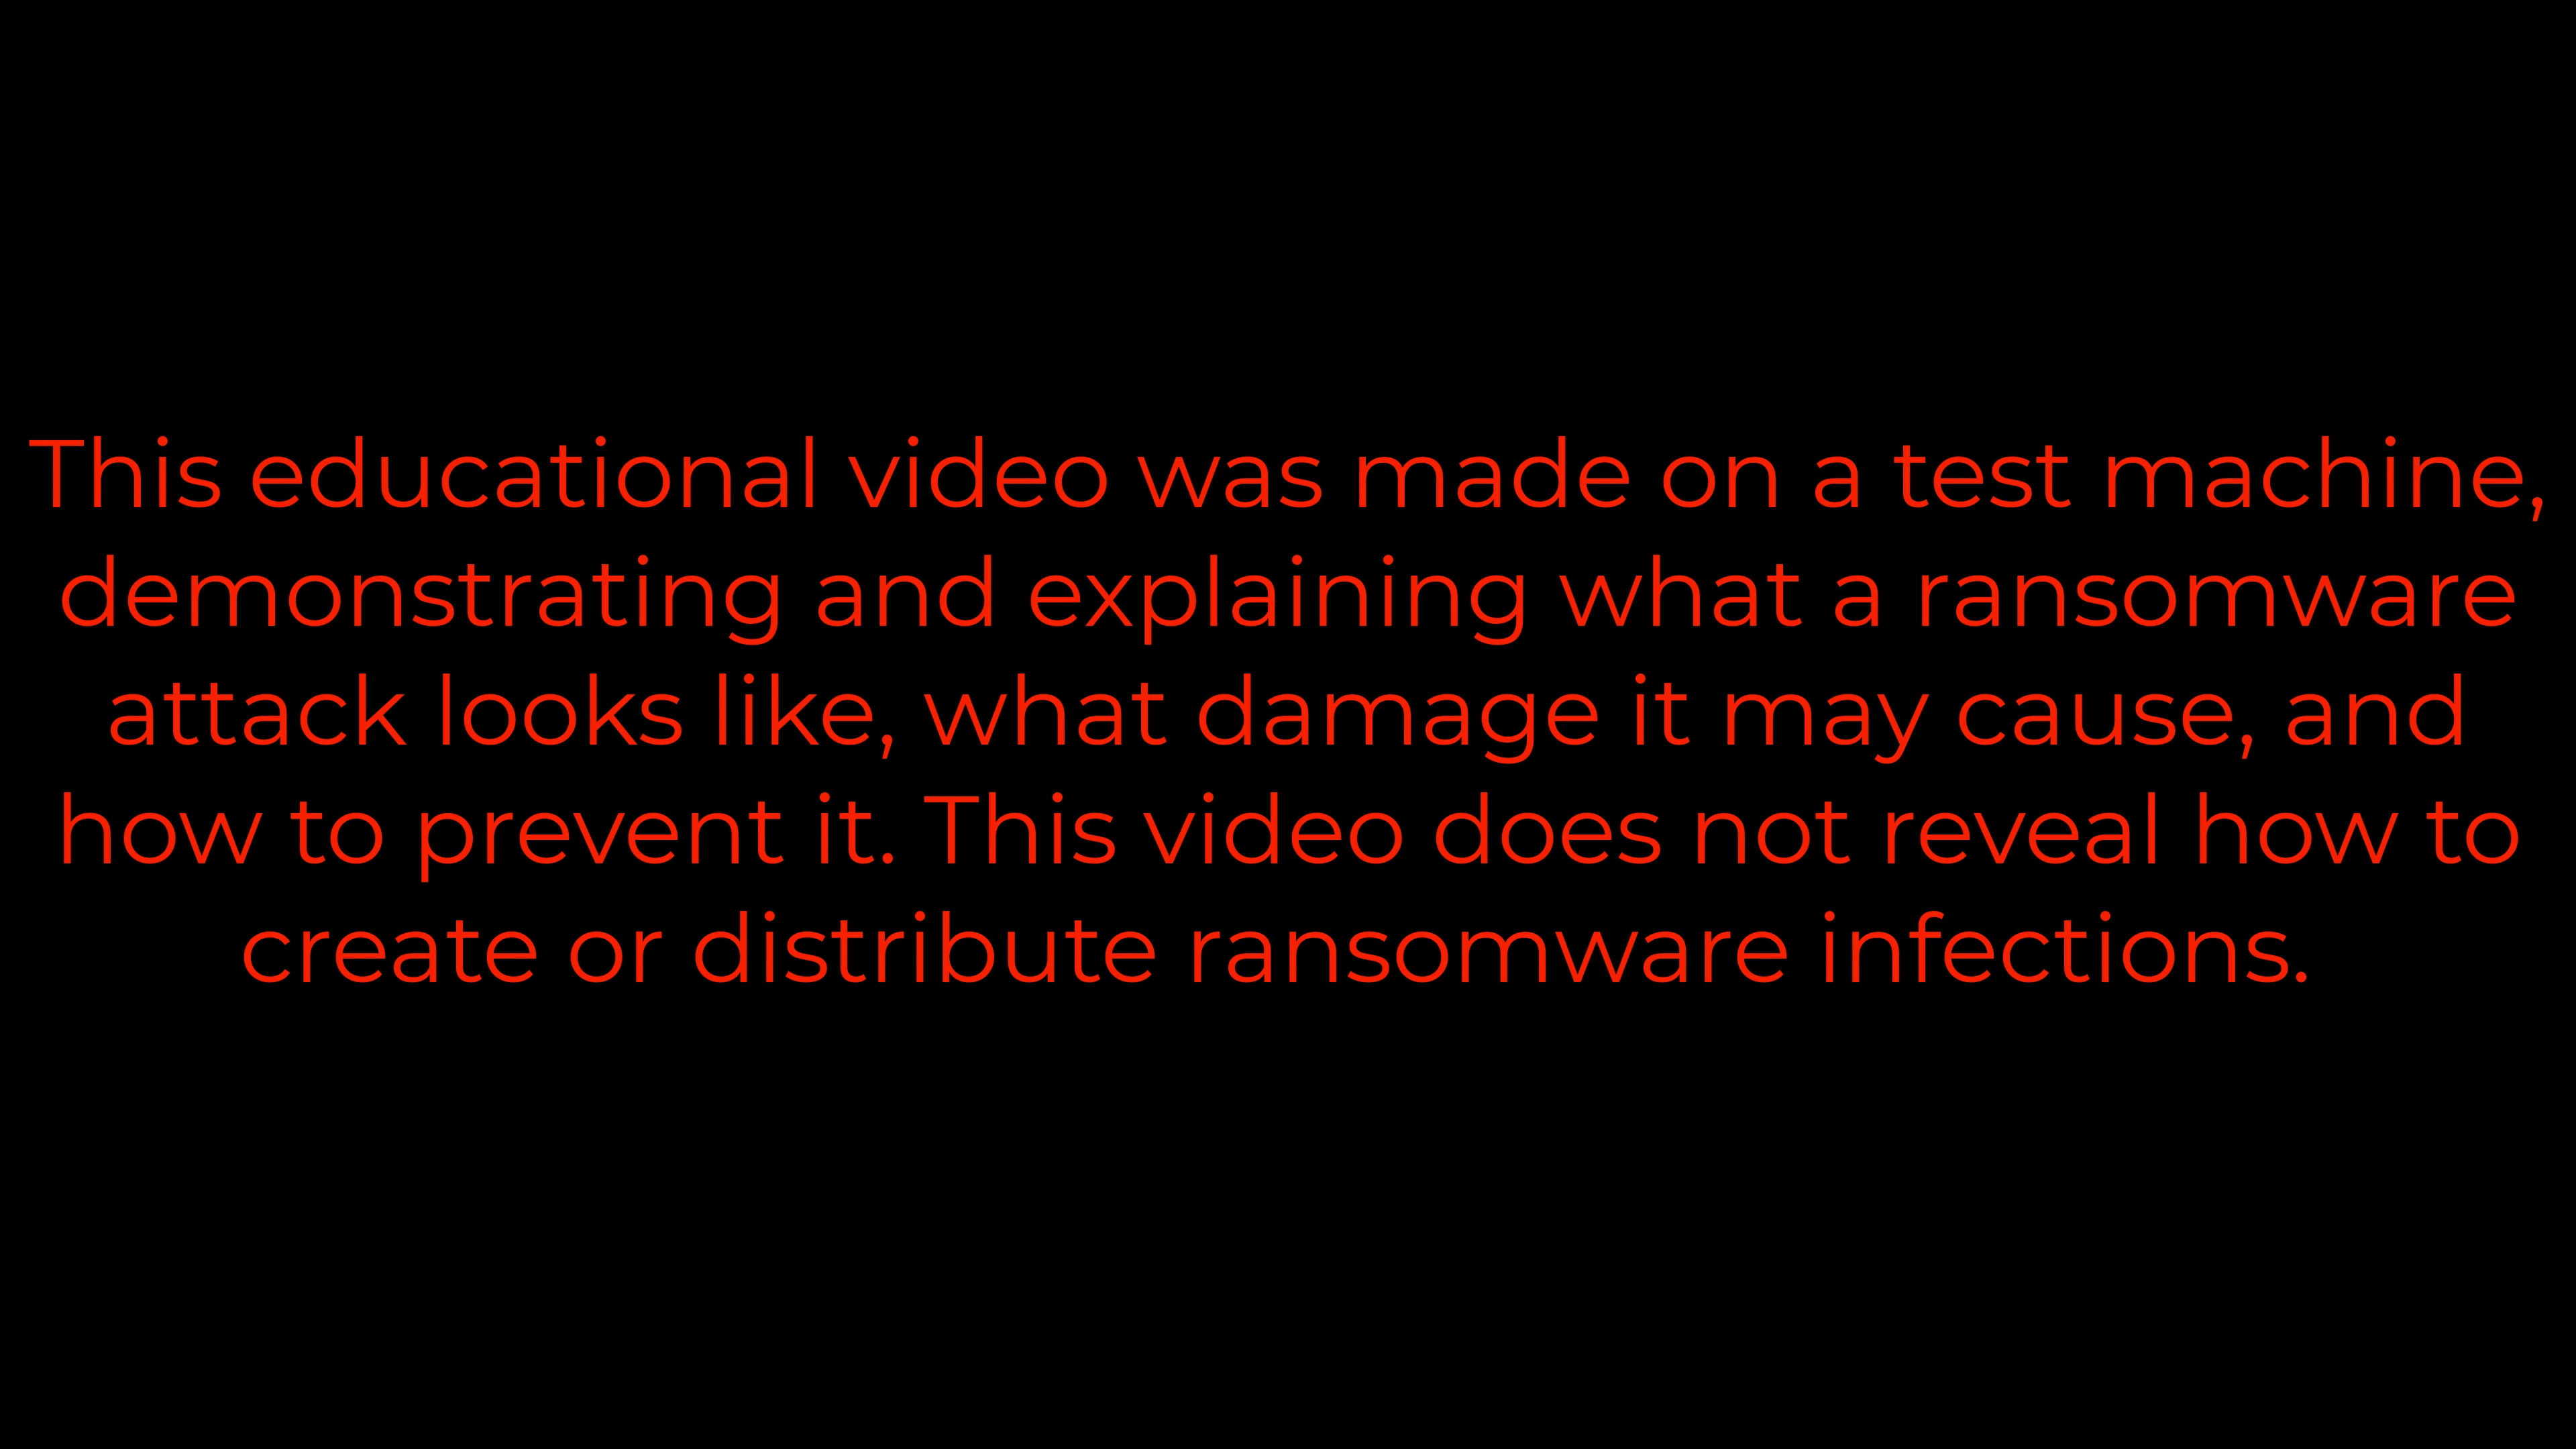 This educational video was made on a test machine,
demonstrating and explaining what a ransomware
attack looks like, what damage it may cause, and
how to prevent it. This video does not reveal how to
create or distribute ransomware infections.